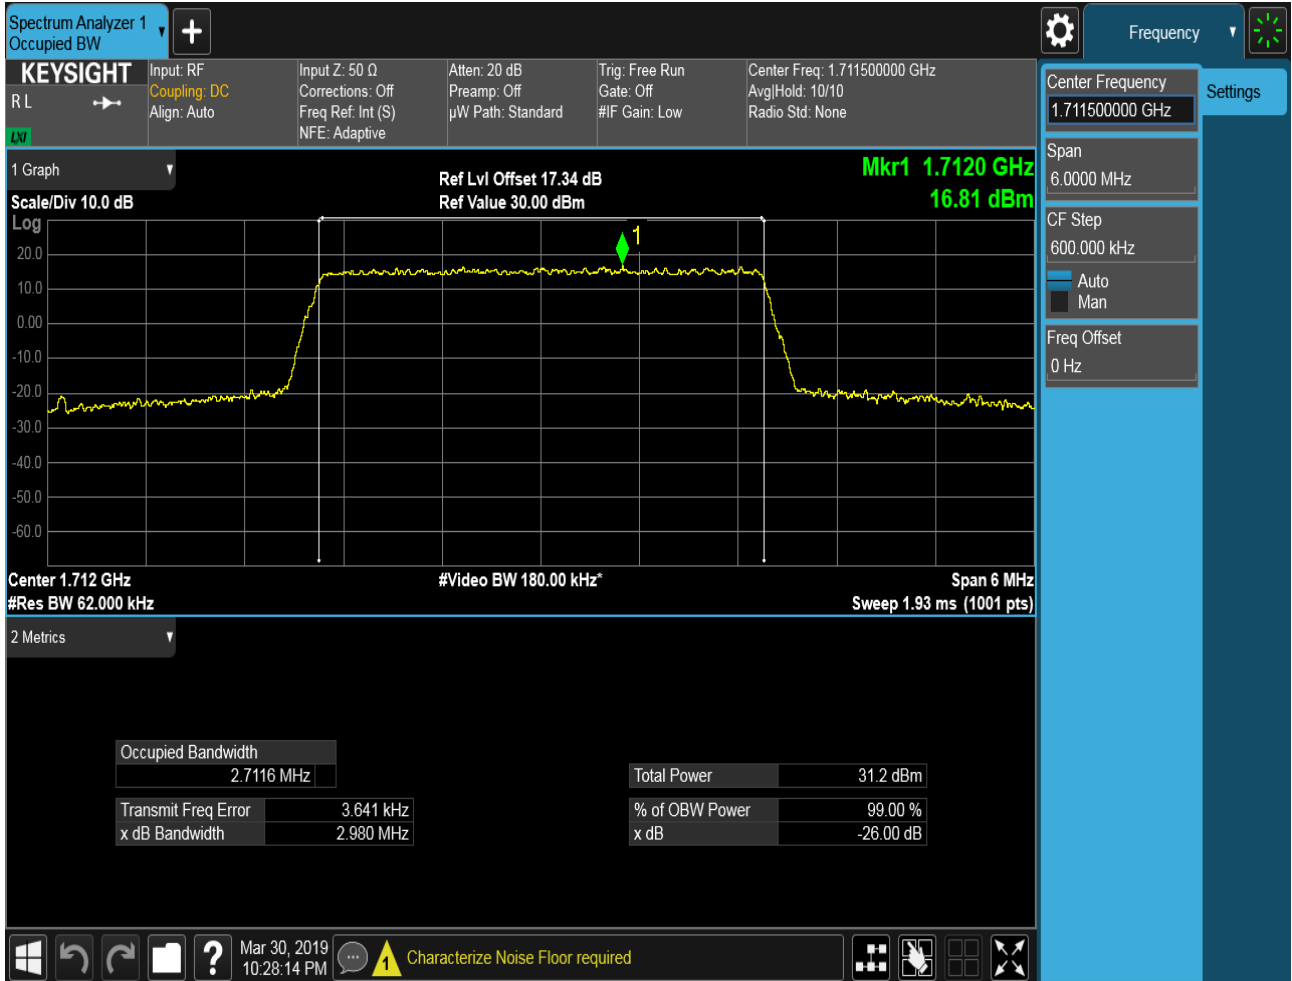 Spectrum Analyzer 1
Occupied BW
Frequency
KEYSIGHT
R L
LXI
Input: RF
Coupling: DC
Align: Auto
Input Z: 50 Ω
Corrections: Off
Freq Ref: Int (S)
NFE: Adaptive
Atten: 20 dB
Preamp: Off
µW Path: Standard
Trig: Free Run
Gate: Off
#IF Gain: Low
Center Freq: 1.711500000 GHz
Avg|Hold: 10/10
Radio Std: None
Center Frequency
1.711500000 GHz
Settings
Span
6.0000 MHz
CF Step
600.000 kHz
Auto
Man
Freq Offset
0 Hz
1 Graph
Scale/Div 10.0 dB
Ref Lvl Offset 17.34 dB
Ref Value 30.00 dBm
Mkr1 1.7120 GHz
16.81 dBm
Log
1
20.0
10.0
0.00
-10.0
-20.0
-30.0
-40.0
-50.0
-60.0
Center 1.712 GHz
#Video BW 180.00 kHz*
Span 6 MHz
#Res BW 62.000 kHz
Sweep 1.93 ms (1001 pts)
2 Metrics
Occupied Bandwidth
2.7116 MHz
Total Power 31.2 dBm
Transmit Freq Error 3.641 kHz
% of OBW Power 99.00 %
x dB Bandwidth 2.980 MHz
x dB -26.00 dB
?
Mar 30, 2019
10:28:14 PM
1
Characterize Noise Floor required